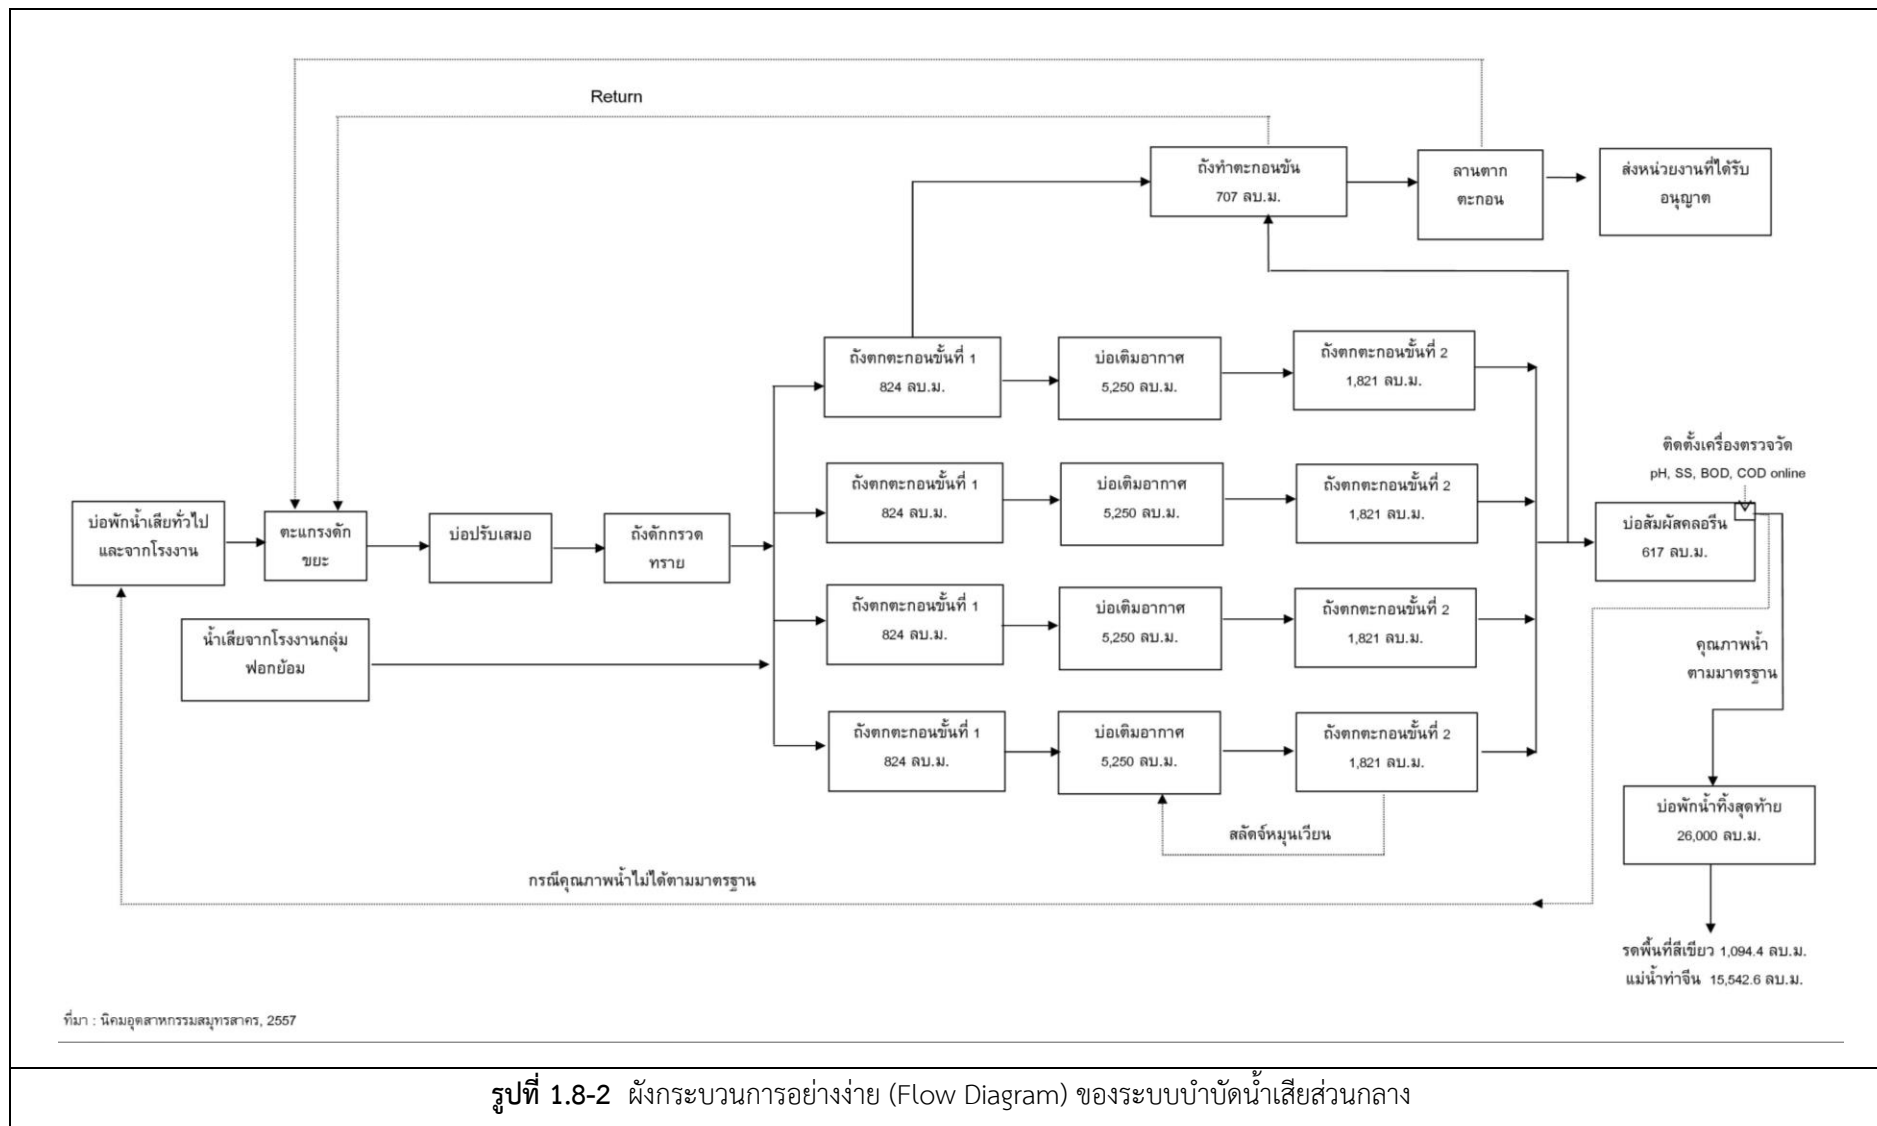 Return
ถังทำตะกอนข้น
707 ลบ.ม.
ลานตาก
ตะกอน
ส่งหน่วยงานที่ได้รับ
อนุญาต
ถังตกตะกอนขั้นที่ 1
824 ลบ.ม.
บ่อเติมอากาศ
5,250 ลบ.ม.
ถังตกตะกอนขั้นที่ 2
1,821 ลบ.ม.
ติดตั้งเครื่องตรวจวัด
pH, SS, BOD, COD online
ถังตกตะกอนขั้นที่ 1
824 ลบ.ม.
บ่อเติมอากาศ
5,250 ลบ.ม.
ถังตกตะกอนขั้นที่ 2
1,821 ลบ.ม.
บ่อพักน้ำเสียทั่วไป
และจากโรงงาน
ตะแกรงดัก
ขยะ
บ่อปรับเสมอ
ถังดักกรวด
ทราย
บ่อสัมผัสคลอรีน
617 ลบ.ม.
ถังตกตะกอนขั้นที่ 1
824 ลบ.ม.
บ่อเติมอากาศ
5,250 ลบ.ม.
ถังตกตะกอนขั้นที่ 2
1,821 ลบ.ม.
น้ำเสียจากโรงงานกลุ่ม
ฟอกย้อม
คุณภาพน้ำ
ตามมาตรฐาน
ถังตกตะกอนขั้นที่ 1
824 ลบ.ม.
บ่อเติมอากาศ
5,250 ลบ.ม.
ถังตกตะกอนขั้นที่ 2
1,821 ลบ.ม.
สลัดจ์หมุนเวียน
บ่อพักน้ำทิ้งสุดท้าย
26,000 ลบ.ม.
กรณีคุณภาพน้ำไม่ได้ตามมาตรฐาน
รดพื้นที่สีเขียว 1,094.4 ลบ.ม.
แม่น้ำท่าจีน 15,542.6 ลบ.ม.
ที่มา : นิคมอุตสาหกรรมสมุทรสาคร, 2557
รูปที่ 1.8-2 ผังกระบวนการอย่างง่าย (Flow Diagram) ของระบบบำบัดน้ำเสียส่วนกลาง